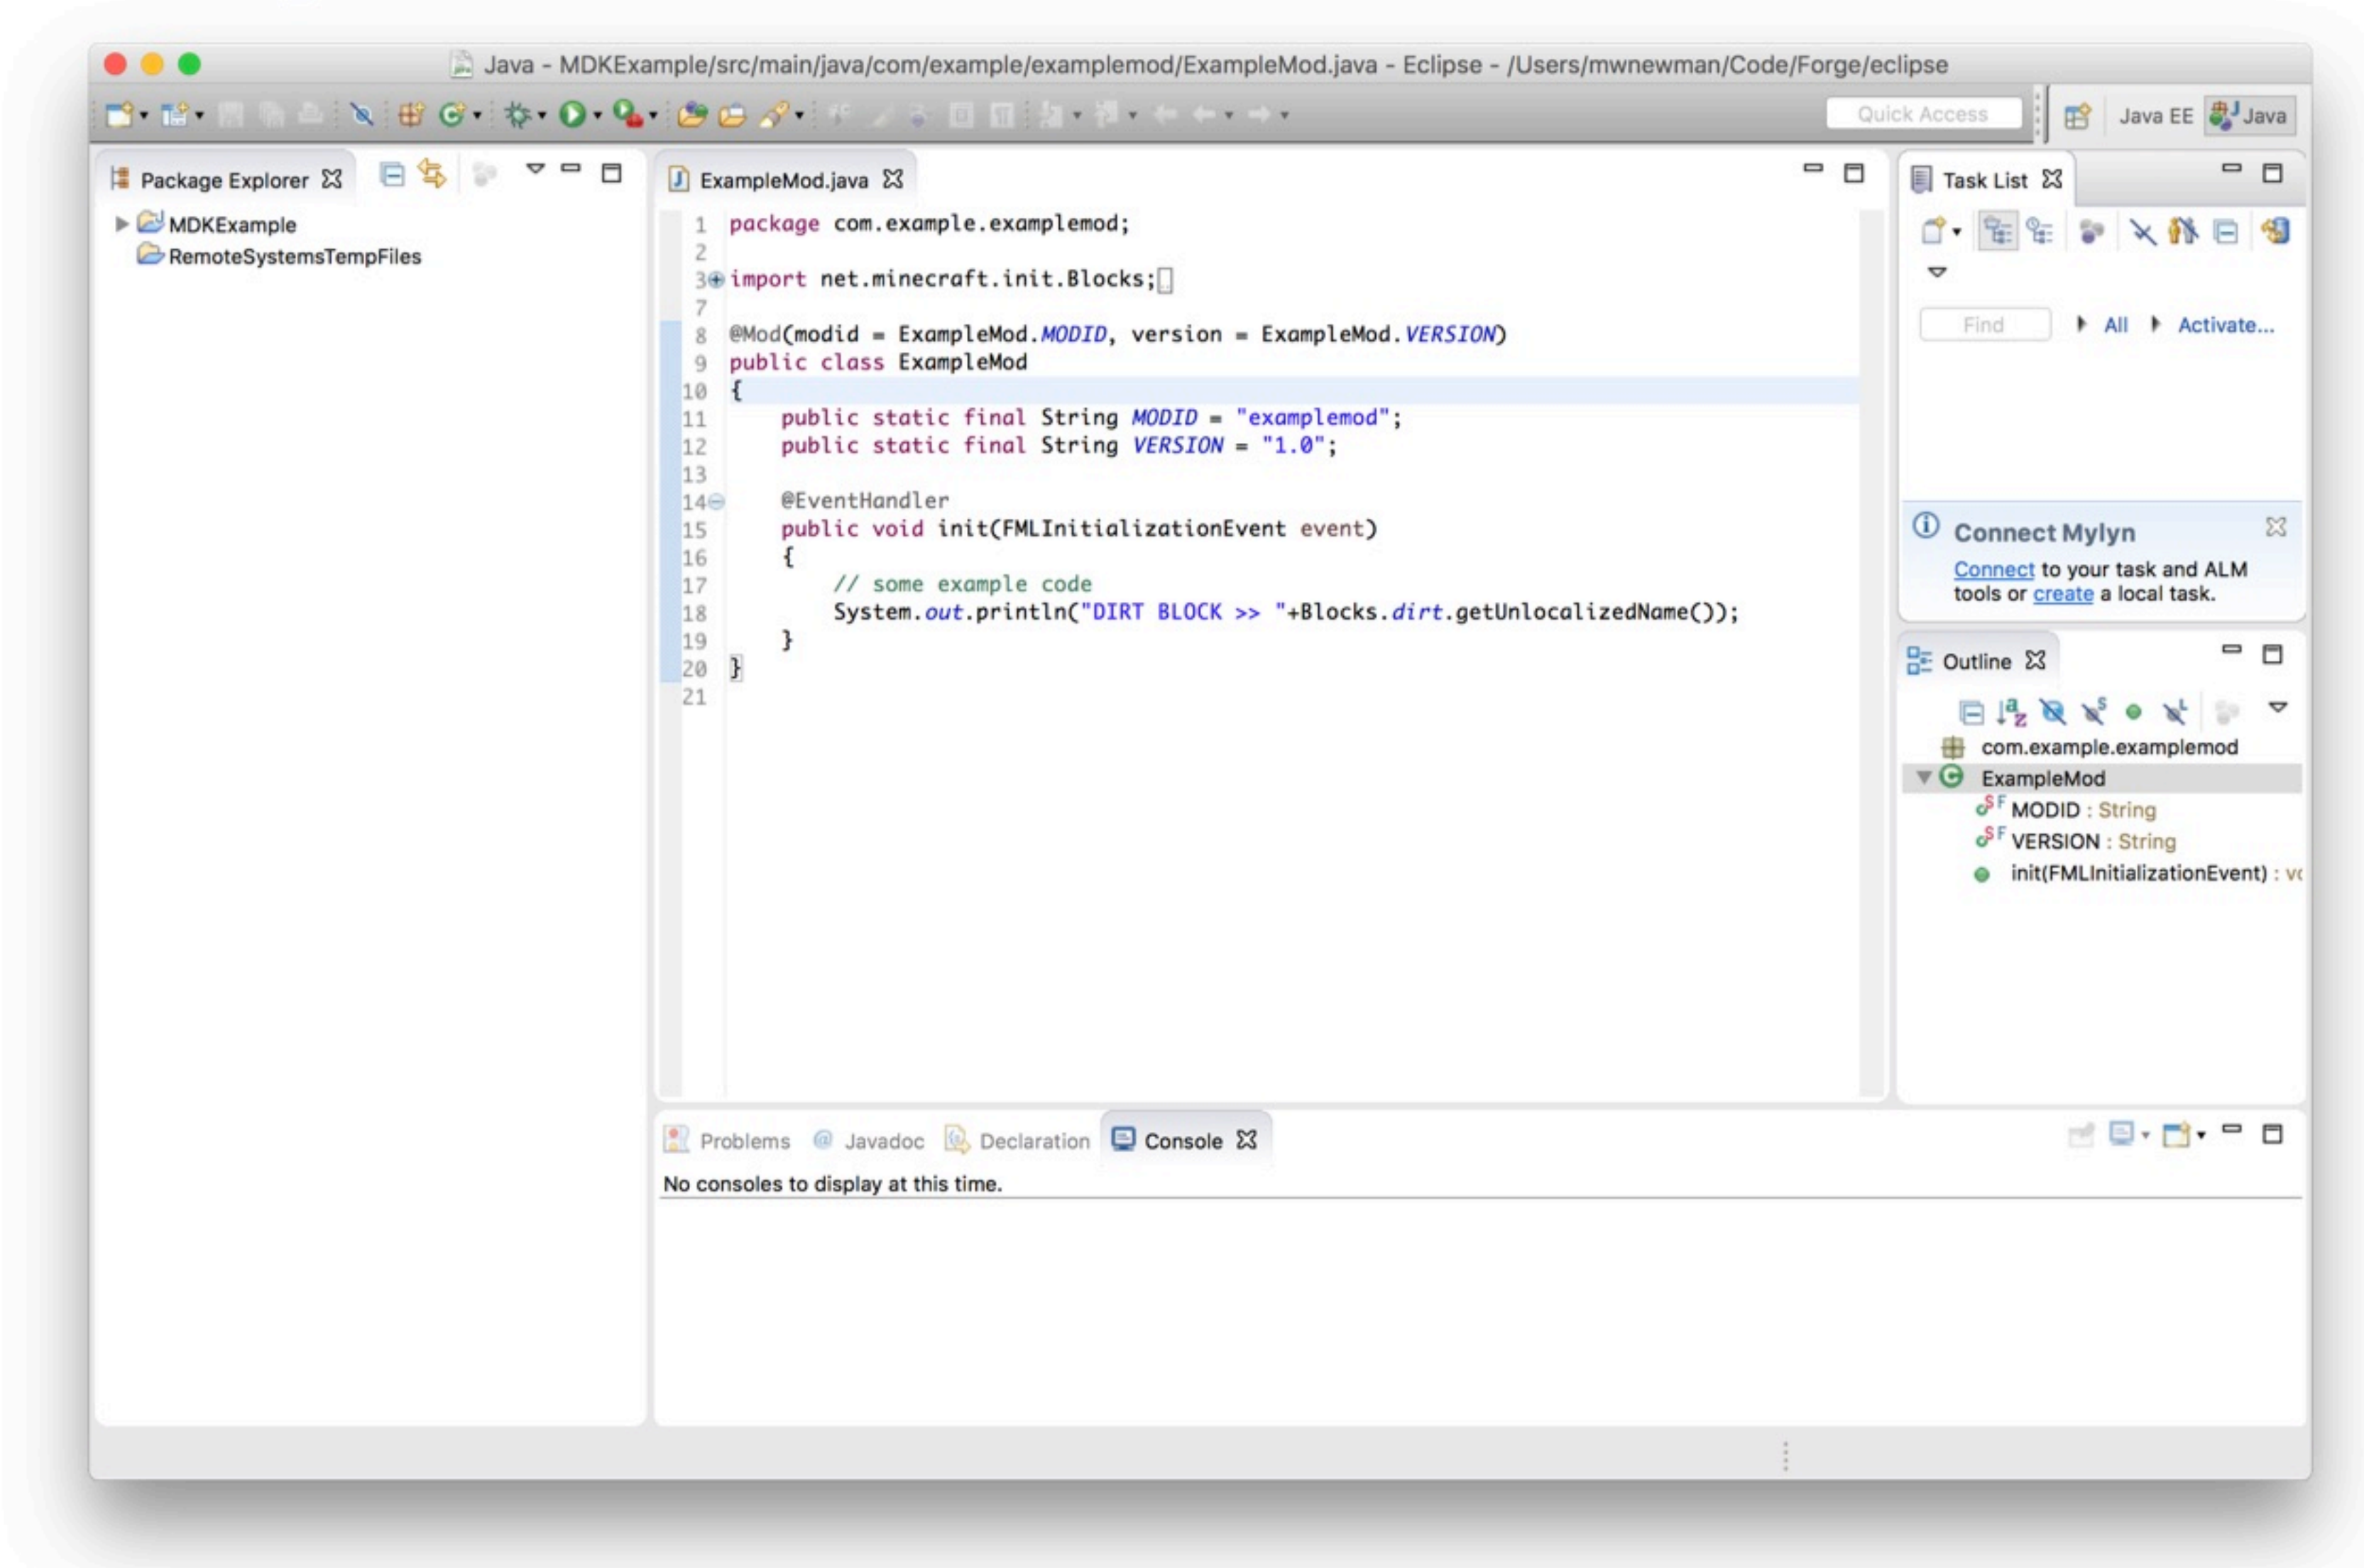 Java - MDKExample/src/main/java/com/example/examplemod/ExampleMod.java - Eclipse - /Users/mwnewman/Code/Forge/eclipse
Quick Access
Java EE
Java
Package Explorer
MDKExample
RemoteSystemsTempFiles
ExampleMod.java
1 package com.example.examplemod;
2
3 import net.minecraft.init.Blocks;
7
8 @Mod(modid = ExampleMod.MODID, version = ExampleMod.VERSION)
9 public class ExampleMod
10 {
11 public static final String MODID = "examplemod";
12 public static final String VERSION = "1.0";
13
14 @EventHandler
15 public void init(FMLInitializationEvent event)
16 {
17 // some example code
18 System.out.println("DIRT BLOCK >> "+Blocks.dirt.getUnlocalizedName());
19 }
20 }
21
Task List
Find
All
Activate...
Connect Mylyn
Connect to your task and ALM
tools or create a local task.
Outline
com.example.examplemod
ExampleMod
MODID : String
VERSION : String
init(FMLInitializationEvent) :
Problems
@ Javadoc
Declaration
Console
No consoles to display at this time.